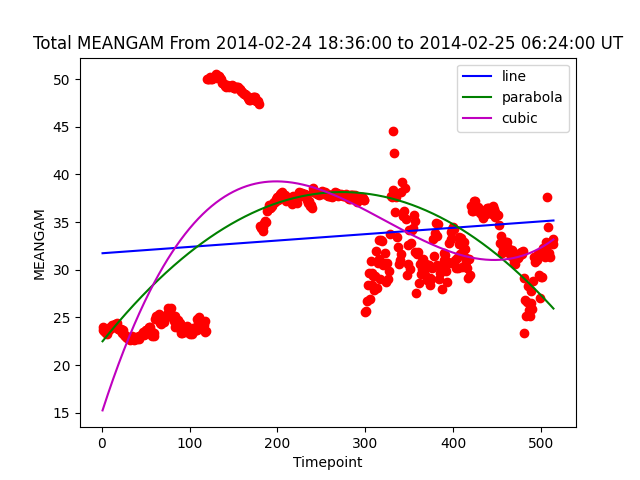 Total MEANGAM From 2014-02-24 18:36:00 to 2014-02-25 06:24:00 UT
line
parabola
cubic
50
45
40
35
30
25
20
15
MEANGAM
0 100 200 300 400 500
Timepoint